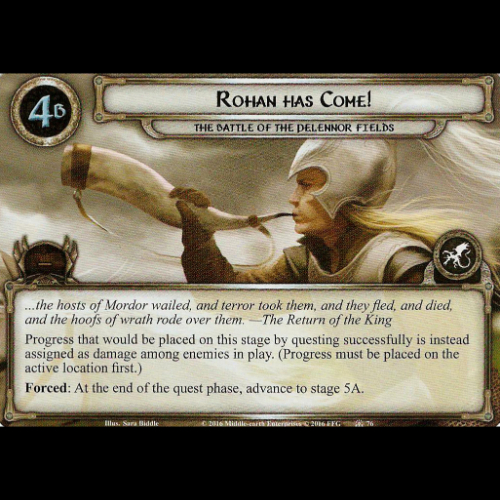 4B
ROHAN HAS COME!
THE BATTLE OF THE PELENNOR FIELDS
–
...the hosts of Mordor wailed, and terror took them, and they fled, and died,
and the hoofs of wrath rode over them. —The Return of the King
Progress that would be placed on this stage by questing successfully is instead
assigned as damage among enemies in play. (Progress must be placed on the
active location first.)
Forced: At the end of the quest phase, advance to stage 5A.
Illus. Sara Biddle © 2016 Middle-earth Enterprises © 2016 FFG 76